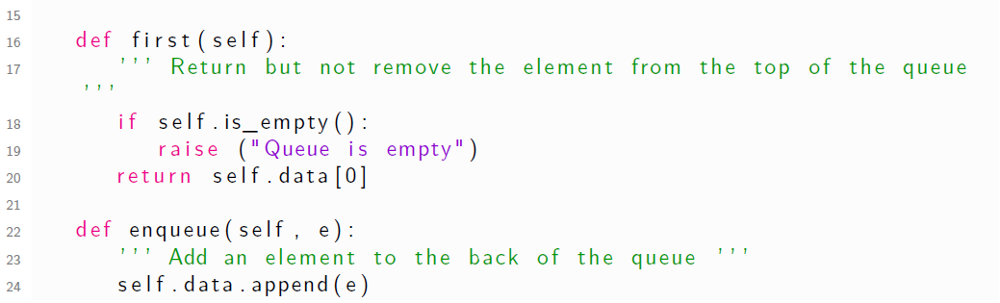 15
16 def first(self):
17 ''' Return but not remove the element from the top of the queue
'''
18 if self.is_empty():
19 raise ("Queue is empty")
20 return self.data[0]
21
22 def enqueue(self, e):
23 ''' Add an element to the back of the queue '''
24 self.data.append(e)